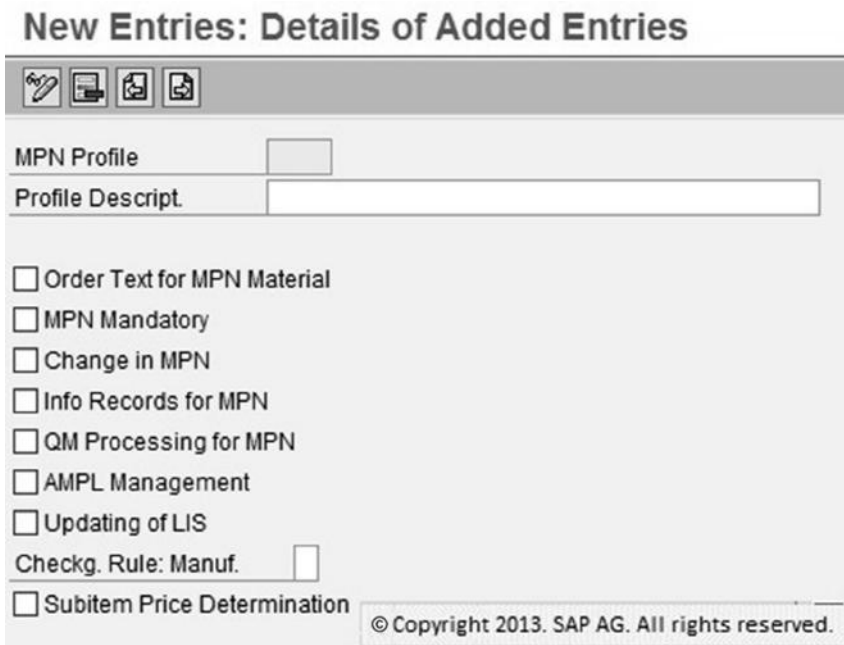 New Entries: Details of Added Entries
MPN Profile
Profile Descript.
Order Text for MPN Material
MPN Mandatory
Change in MPN
Info Records for MPN
QM Processing for MPN
AMPL Management
Updating of LIS
Checkg. Rule: Manuf.
Subitem Price Determination
© Copyright 2013. SAP AG. All rights reserved.